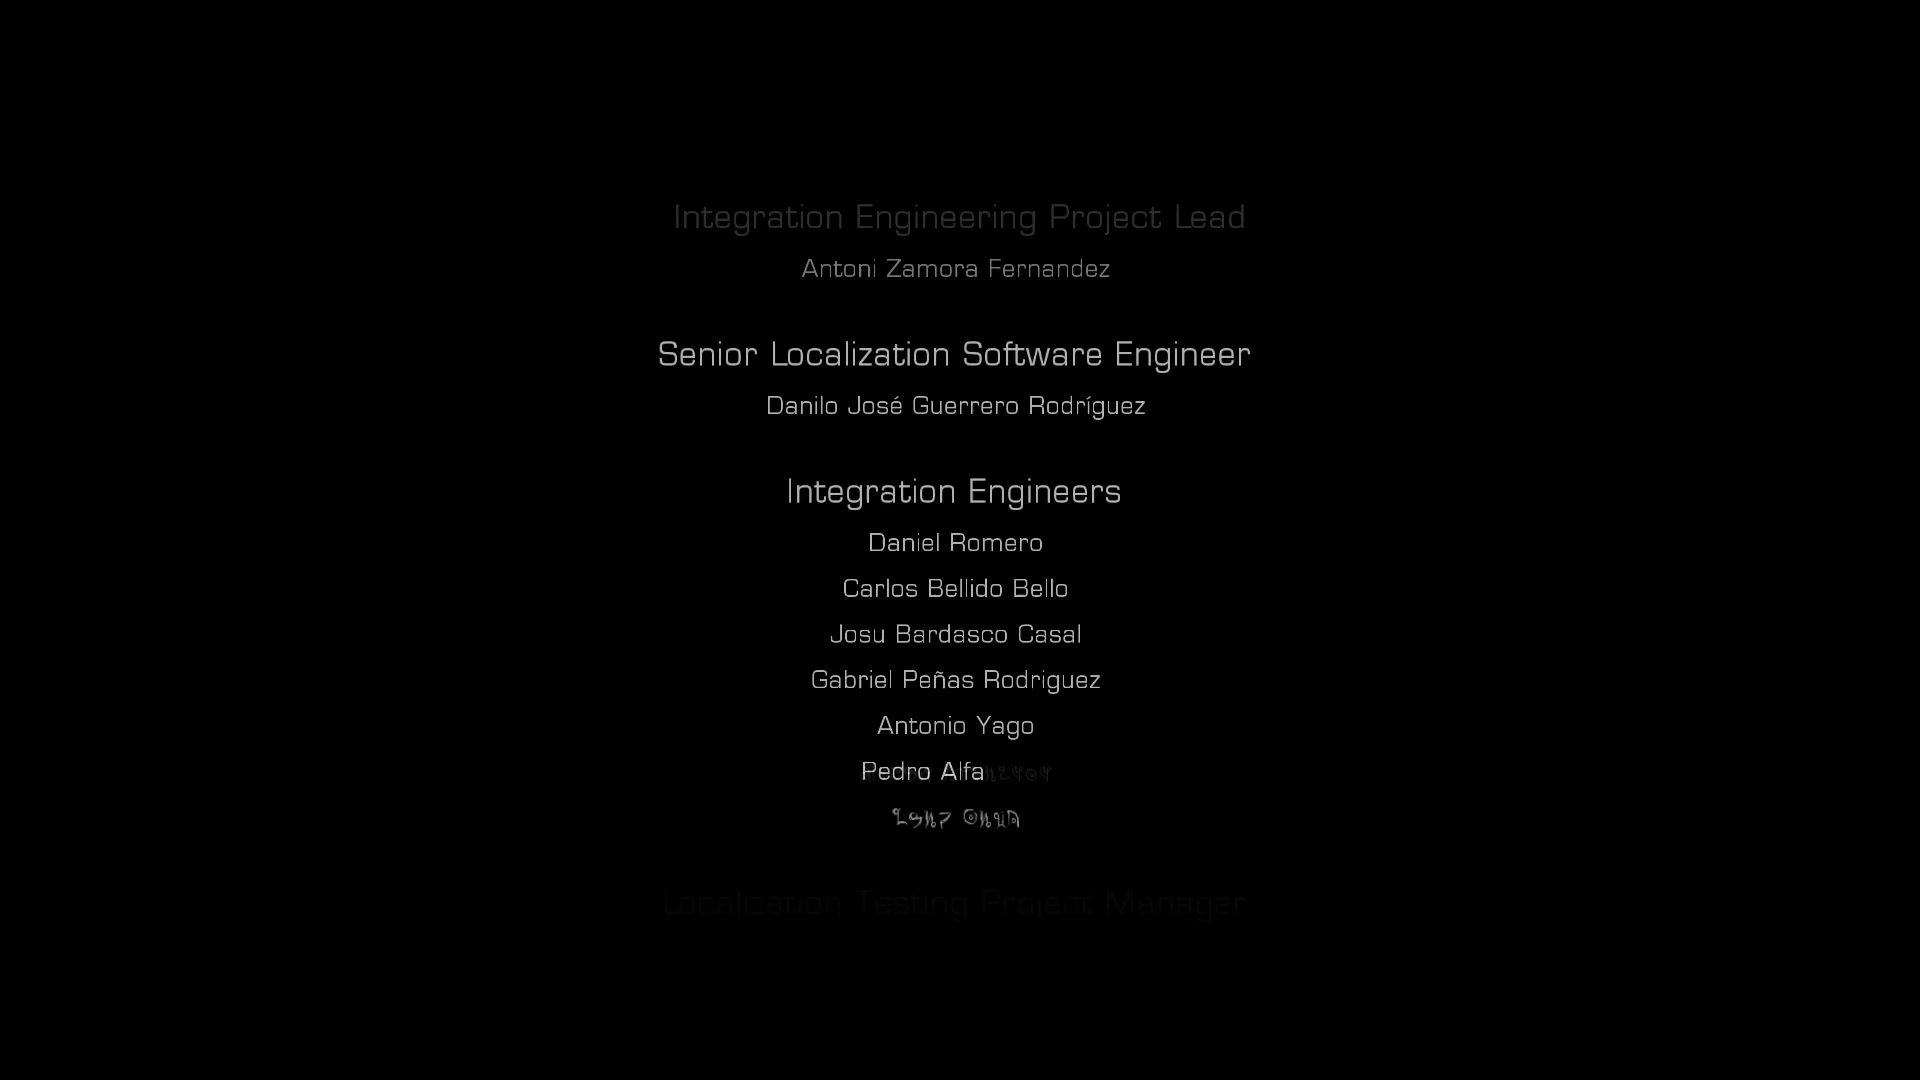 Integration Engineering Project Lead
Antoni Zamora Fernandez
Senior Localization Software Engineer
Danilo José Guerrero Rodríguez
Integration Engineers
Daniel Romero
Carlos Bellido Bello
Josu Bardasco Casal
Gabriel Peñas Rodriguez
Antonio Yago
Pedro Alfa
Localization Testing Project Manager